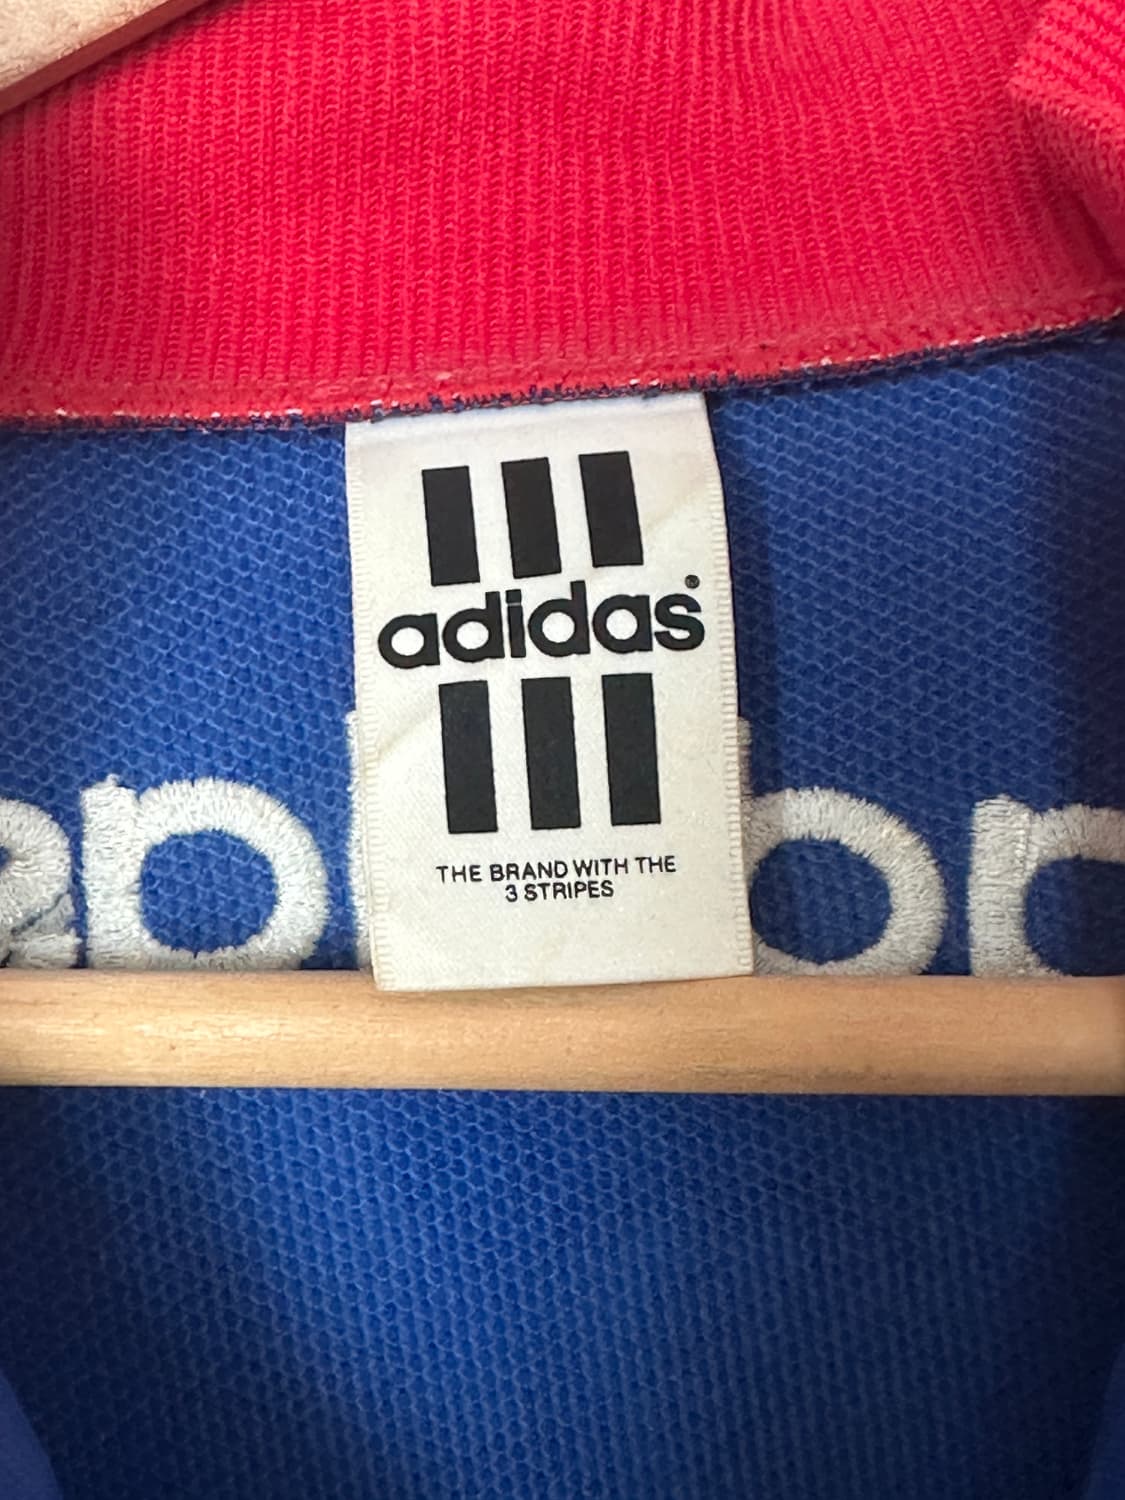 adidas®
THE BRAND WITH THE
3 STRIPES